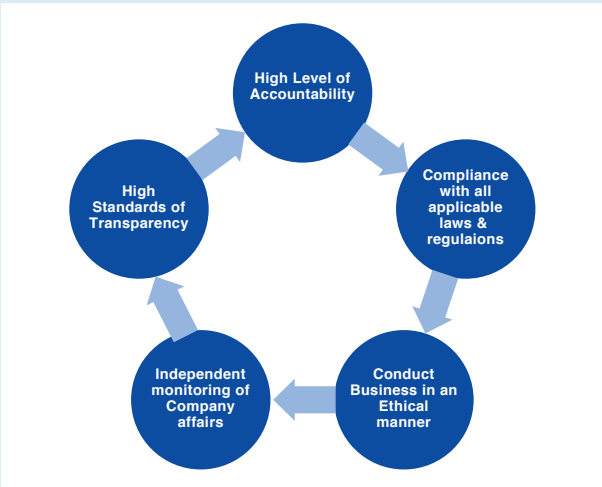 High Level of
Accountability
Compliance
with all
applicable
laws &
regulaions
Conduct
Business in an
Ethical
manner
Independent
monitoring of
Company
affairs
High
Standards of
Transparency